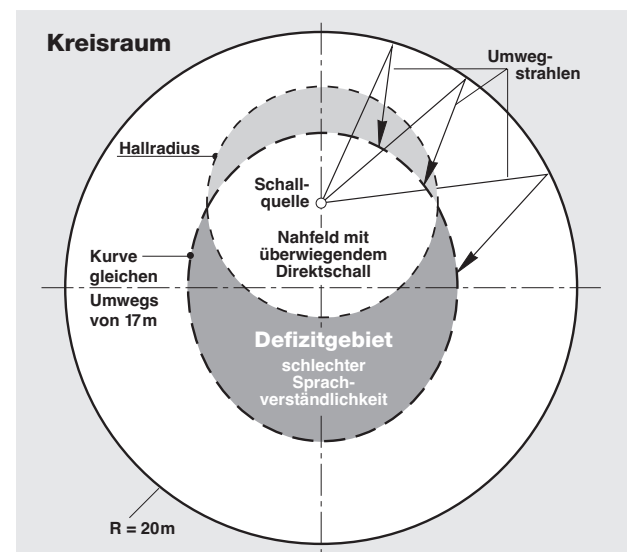 Kreisraum
Umweg-
strahlen
Hallradius
Schall-
quelle
Nahfeld mit
überwiegendem
Direktschall
Kurve
gleichen
Umwegs
von 17m
Defizitgebiet
schlechter
Sprach-
verständlichkeit
R = 20m